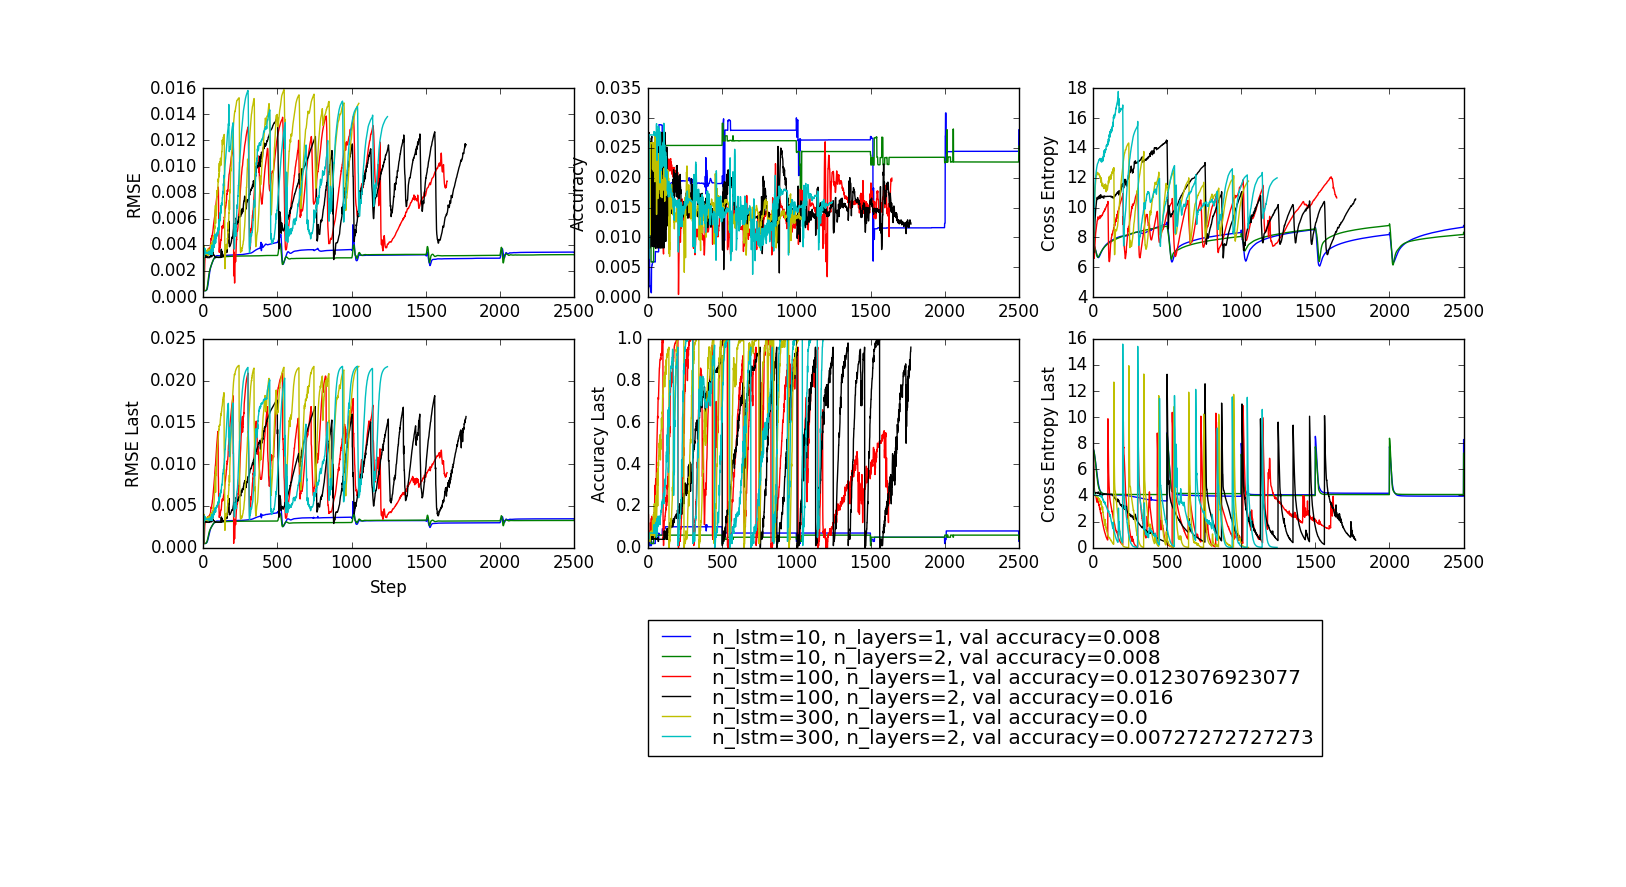 0.016
0.014
0.012
0.010
0.008
0.006
0.004
0.002
0.000
RMSE
0 500 1000 1500 2000 2500
0.035
0.030
0.025
0.020
0.015
0.010
0.005
0.000
Accuracy
0 500 1000 1500 2000 2500
18
16
14
12
10
8
6
4
Cross Entropy
0 500 1000 1500 2000 2500
0.025
0.020
0.015
0.010
0.005
0.000
RMSE Last
0 500 1000 1500 2000 2500
Step
1.0
0.8
0.6
0.4
0.2
0.0
Accuracy Last
0 500 1000 1500 2000 2500
16
14
12
10
8
6
4
2
0
Cross Entropy Last
0 500 1000 1500 2000 2500
n_lstm=10, n_layers=1, val accuracy=0.008
n_lstm=10, n_layers=2, val accuracy=0.008
n_lstm=100, n_layers=1, val accuracy=0.0123076923077
n_lstm=100, n_layers=2, val accuracy=0.016
n_lstm=300, n_layers=1, val accuracy=0.0
n_lstm=300, n_layers=2, val accuracy=0.00727272727273